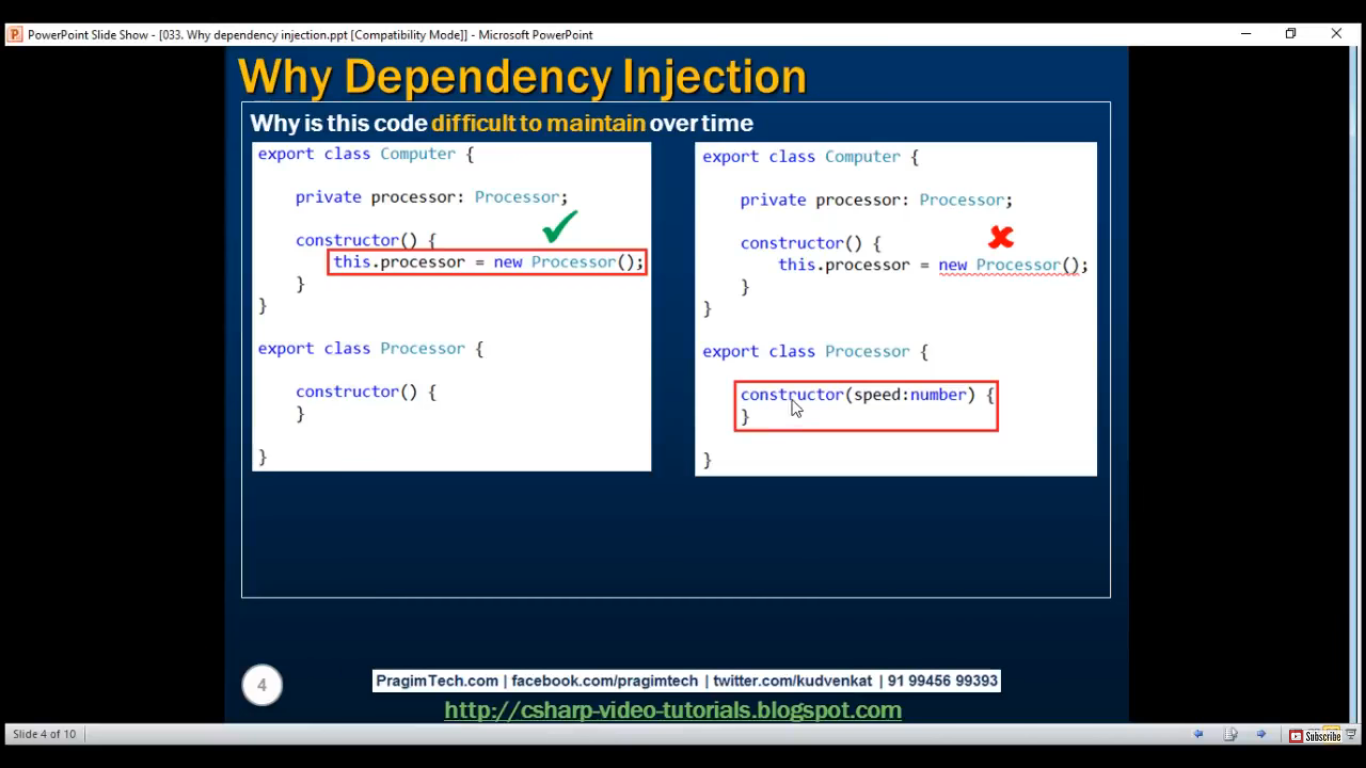 PowerPoint Slide Show - [033. Why dependency injection.ppt [Compatibility Mode]] - Microsoft PowerPoint
Why Dependency Injection
Why is this code difficult to maintain over time
export class Computer {
private processor: Processor;
constructor() {
this.processor = new Processor();
}
}
export class Processor {
constructor() {
}
}
export class Computer {
private processor: Processor;
constructor() {
this.processor = new Processor();
}
}
export class Processor {
constructor(speed:number) {
}
}
4
PragimTech.com | facebook.com/pragimtech | twitter.com/kudvenkat | 91 99456 99393
http://csharp-video-tutorials.blogspot.com
Slide 4 of 10
Subscribe